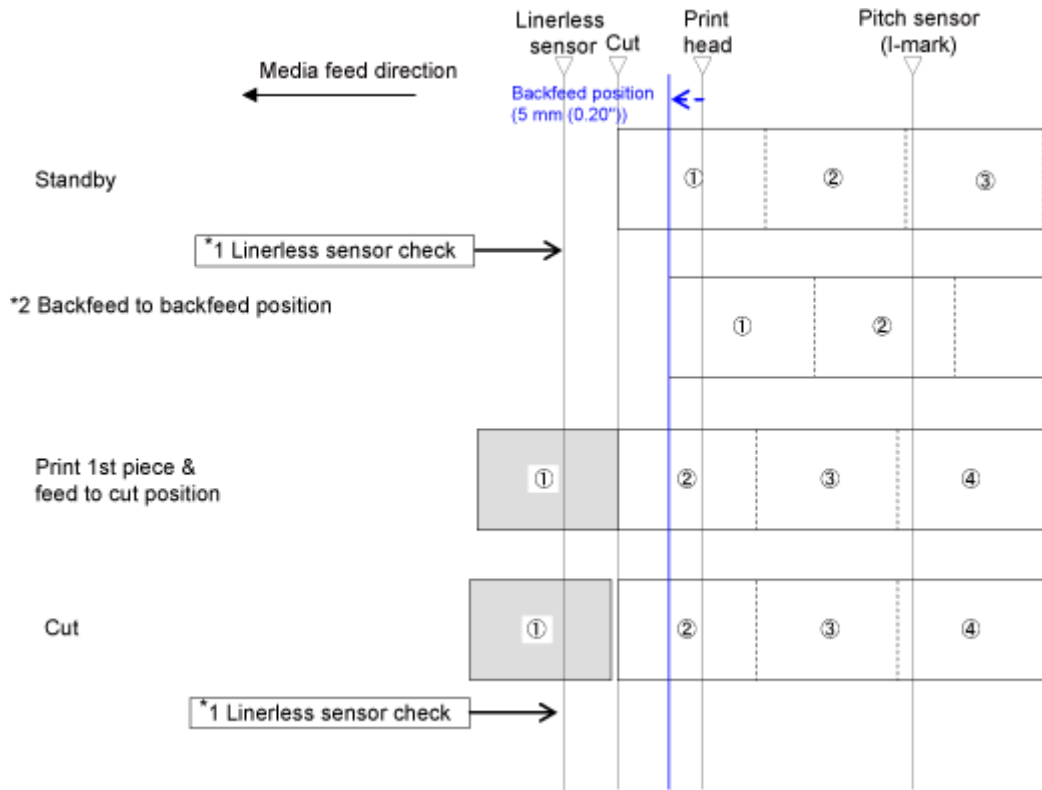 Linerless
sensor
Cut
Print
head
Pitch sensor
(I-mark)
Media feed direction
Backfeed position
(5 mm (0.20"))
Standby
①
②
③
*1 Linerless sensor check
*2 Backfeed to backfeed position
①
②
Print 1st piece &
feed to cut position
①
②
③
④
Cut
①
②
③
④
*1 Linerless sensor check